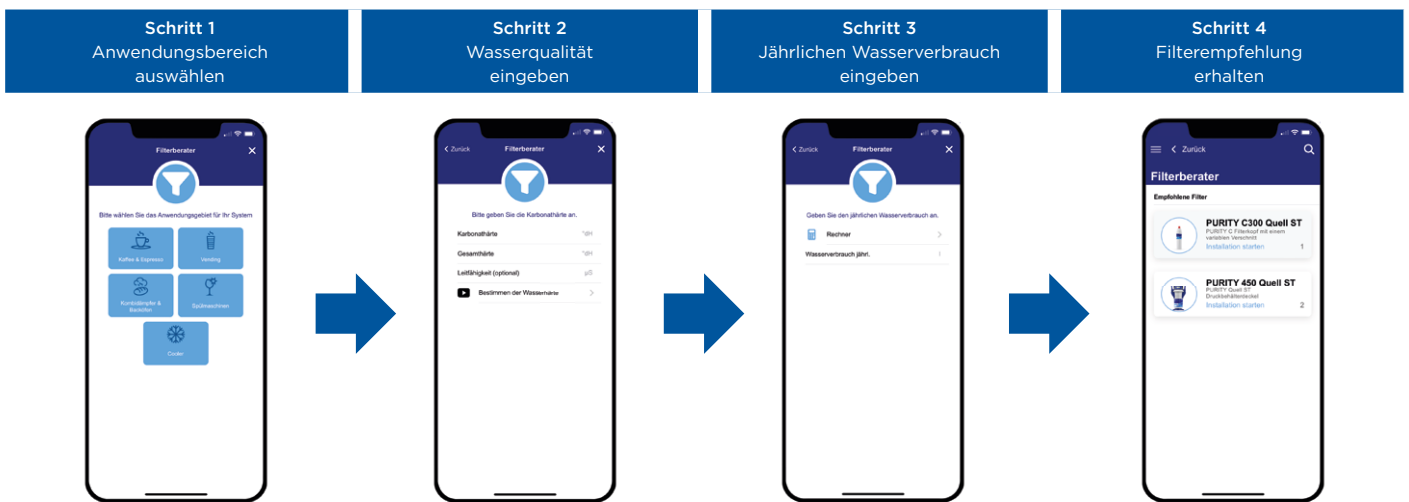 Schritt 1
Anwendungsbereich
auswählen
Schritt 2
Wasserqualität
eingeben
Schritt 3
Jährlichen Wasserverbrauch
eingeben
Schritt 4
Filterempfehlung
erhalten
Filterberater
Bitte wählen Sie das Anwendungsgebiet für Ihr System
Kaffee & Espresso
Vending
Kombidämpfer &
Backöfen
Spülmaschinen
Cooler
Zurück
Filterberater
Bitte geben Sie die Karbonathärte an.
Karbonathärte
°dH
Gesamthärte
°dH
Leitfähigkeit (optional)
µS
Bestimmen der Wasserhärte
Zurück
Filterberater
Geben Sie den jährlichen Wasserverbrauch an.
Rechner
Wasserverbrauch jährl.
l
Zurück
Filterberater
Empfohlene Filter
PURITY C300 Quell ST
PURITY C Filterkopf mit einem
variablen Verschnitt
Installation starten
1
PURITY 450 Quell ST
PURITY Quell ST
Druckbehälterdeckel
Installation starten
2